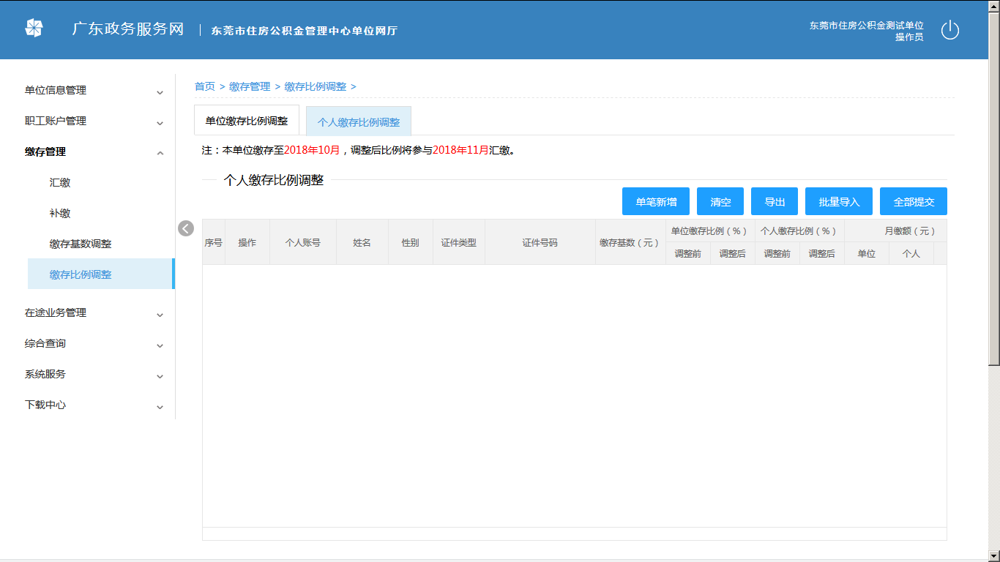 广东政务服务网
东莞市住房公积金管理中心单位网厅
东莞市住房公积金测试单位
操作员
单位信息管理
职工账户管理
缴存管理
汇缴
补缴
缴存基数调整
缴存比例调整
在途业务管理
综合查询
系统服务
下载中心
首页 > 缴存管理 > 缴存比例调整 >
单位缴存比例调整
个人缴存比例调整
注：本单位缴存至2018年10月，调整后比例将参与2018年11月汇缴。
个人缴存比例调整
单笔新增 清空 导出 批量导入 全部提交
序号 操作 个人账号 姓名 性别 证件类型 证件号码 缴存基数（元） 单位缴存比例（%） 个人缴存比例（%） 月缴额（元）
调整前 调整后 调整前 调整后 单位 个人